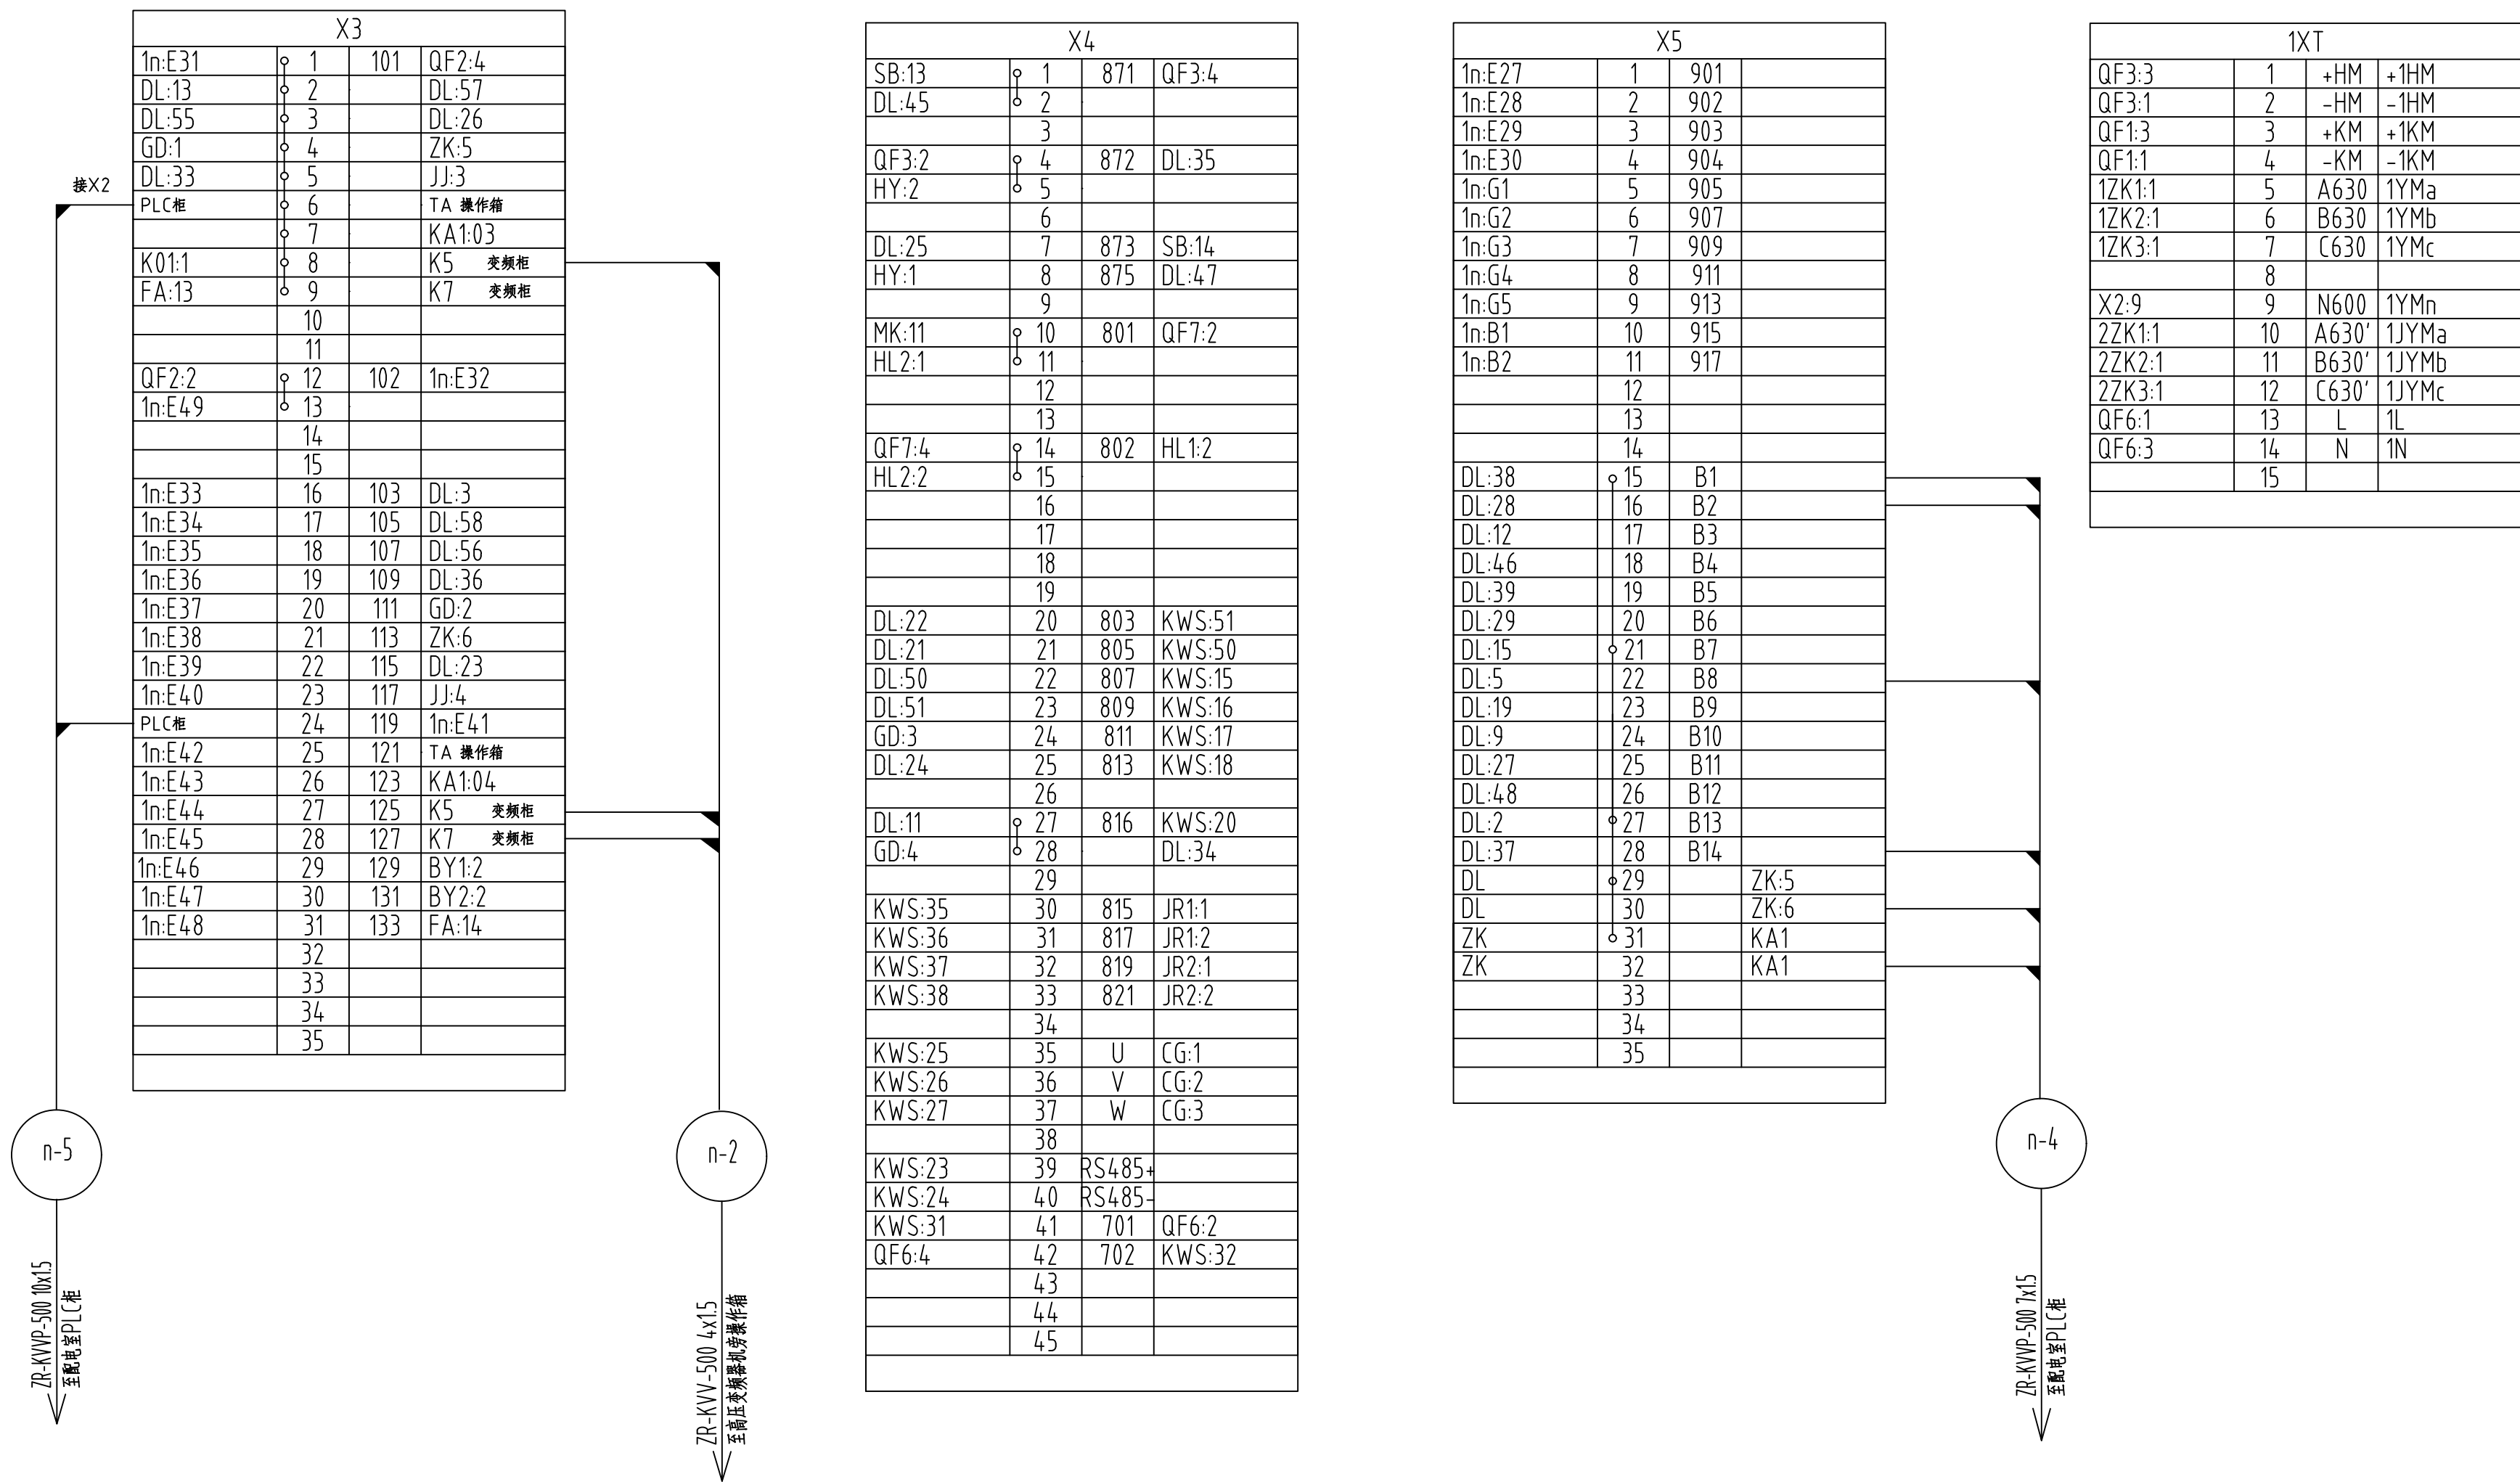 X3
1n:E31 1 101 QF2:4
DL:13 2 DL:57
DL:55 3 DL:26
GD:1 4 ZK:5
DL:33 5 JJ:3
接X2
PLC柜 6 TA 操作箱
7 KA1:03
K01:1 8 K5 变频柜
FA:13 9 K7 变频柜
10
11
QF2:2 12 102 1n:E32
1n:E49 13
14
15
1n:E33 16 103 DL:3
1n:E34 17 105 DL:58
1n:E35 18 107 DL:56
1n:E36 19 109 DL:36
1n:E37 20 111 GD:2
1n:E38 21 113 ZK:6
1n:E39 22 115 DL:23
1n:E40 23 117 JJ:4
PLC柜 24 119 1n:E41
1n:E42 25 121 TA 操作箱
1n:E43 26 123 KA1:04
1n:E44 27 125 K5 变频柜
1n:E45 28 127 K7 变频柜
1n:E46 29 129 BY1:2
1n:E47 30 131 BY2:2
1n:E48 31 133 FA:14
32
33
34
35
n-5
ZR-KVVP-500 10x1.5
至配电室PLC柜
n-2
ZR-KVV-500 4x1.5
至高压变频器机旁操作箱
X4
SB:13 1 871 QF3:4
DL:45 2
3
QF3:2 4 872 DL:35
HY:2 5
6
DL:25 7 873 SB:14
HY:1 8 875 DL:47
9
MK:11 10 801 QF7:2
HL2:1 11
12
13
QF7:4 14 802 HL1:2
HL2:2 15
16
17
18
19
DL:22 20 803 KWS:51
DL:21 21 805 KWS:50
DL:50 22 807 KWS:15
DL:51 23 809 KWS:16
GD:3 24 811 KWS:17
DL:24 25 813 KWS:18
26
DL:11 27 816 KWS:20
GD:4 28 DL:34
29
KWS:35 30 815 JR1:1
KWS:36 31 817 JR1:2
KWS:37 32 819 JR2:1
KWS:38 33 821 JR2:2
34
KWS:25 35 U CG:1
KWS:26 36 V CG:2
KWS:27 37 W CG:3
38
KWS:23 39 RS485+
KWS:24 40 RS485-
KWS:31 41 701 QF6:2
QF6:4 42 702 KWS:32
43
44
45
X5
1n:E27 1 901
1n:E28 2 902
1n:E29 3 903
1n:E30 4 904
1n:G1 5 905
1n:G2 6 907
1n:G3 7 909
1n:G4 8 911
1n:G5 9 913
1n:B1 10 915
1n:B2 11 917
12
13
14
DL:38 15 B1
DL:28 16 B2
DL:12 17 B3
DL:46 18 B4
DL:39 19 B5
DL:29 20 B6
DL:15 21 B7
DL:5 22 B8
DL:19 23 B9
DL:9 24 B10
DL:27 25 B11
DL:48 26 B12
DL:2 27 B13
DL:37 28 B14
DL 29 ZK:5
DL 30 ZK:6
ZK 31 KA1
ZK 32 KA1
33
34
35
n-4
ZR-KVVP-500 7x1.5
至配电室PLC柜
1XT
QF3:3 1 +HM +1HM
QF3:1 2 -HM -1HM
QF1:3 3 +KM +1KM
QF1:1 4 -KM -1KM
1ZK1:1 5 A630 1YMa
1ZK2:1 6 B630 1YMb
1ZK3:1 7 C630 1YMc
8
X2:9 9 N600 1YMn
2ZK1:1 10 A630' 1JYMa
2ZK2:1 11 B630' 1JYMb
2ZK3:1 12 C630' 1JYMc
QF6:1 13 L 1L
QF6:3 14 N 1N
15